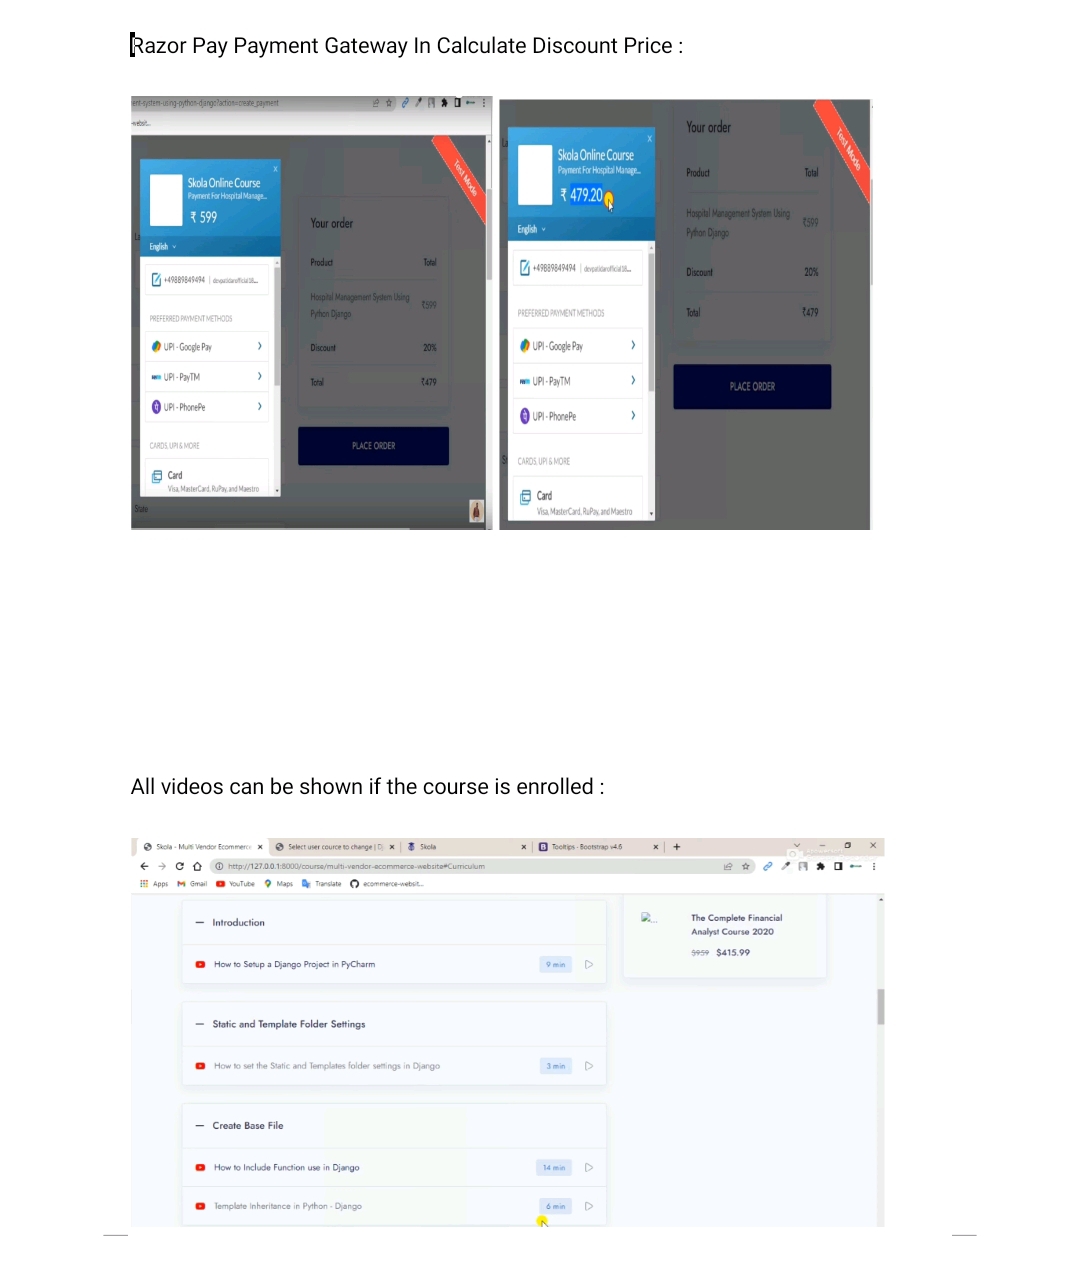 Razor Pay Payment Gateway In Calculate Discount Price :
ent-system-using-python-django?action=create_payment
-websit...
Test Mode
X
Skola Online Course
Payment For Hospital Manage...
₹ 599
English
+49889849494
PREFERRED PAYMENT METHODS
UPI - Google Pay
UPI - PayTM
UPI - PhonePe
CARDS, UPI & MORE
Card
Visa, MasterCard, RuPay, and Maestro
Your order
Product Total
Hospital Management System Using
Python Django
₹599
Discount 20%
Total ₹479
PLACE ORDER
State
Test Mode
X
Skola Online Course
Payment For Hospital Manage...
₹ 479.20
English
+49889849494
PREFERRED PAYMENT METHODS
UPI - Google Pay
UPI - PayTM
UPI - PhonePe
CARDS, UPI & MORE
Card
Visa, MasterCard, RuPay, and Maestro
Your order
Product Total
Hospital Management System Using
Python Django
₹599
Discount 20%
Total ₹479
PLACE ORDER
All videos can be shown if the course is enrolled :
Skola - Multi Vendor Ecommerc Select user cource to change | Dj Skola Tooltips - Bootstrap v4.6
http://127.0.0.1:8000/course/multi-vendor-ecommerce-website#Curriculum
Apps Gmail YouTube Maps Translate ecommerce-websit...
— Introduction
How to Setup a Django Project in PyCharm 9 min
— Static and Template Folder Settings
How to set the Static and Templates folder settings in Django 3 min
— Create Base File
How to Include Function use in Django 14 min
Template Inheritance in Python - Django 6 min
The Complete Financial
Analyst Course 2020
$959 $415.99